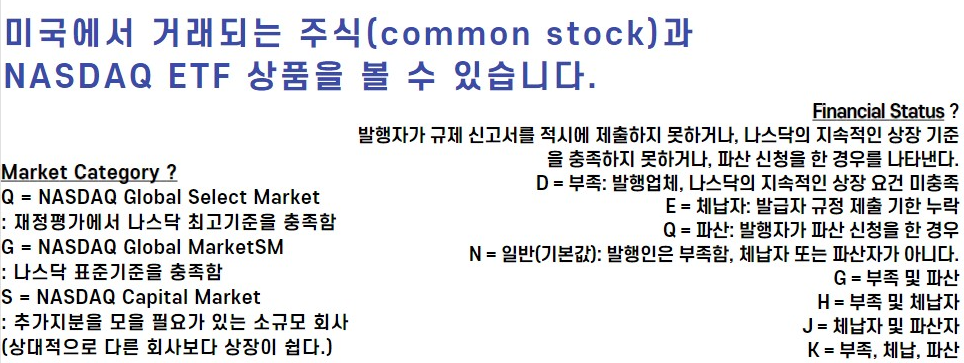 미국에서 거래되는 주식(common stock)과
NASDAQ ETF 상품을 볼 수 있습니다.
Market Category ?
Q = NASDAQ Global Select Market
: 재정평가에서 나스닥 최고기준을 충족함
G = NASDAQ Global MarketSM
: 나스닥 표준기준을 충족함
S = NASDAQ Capital Market
: 추가지분을 모을 필요가 있는 소규모 회사
(상대적으로 다른 회사보다 상장이 쉽다.)
Financial Status ?
발행자가 규제 신고서를 적시에 제출하지 못하거나, 나스닥의 지속적인 상장 기준
을 충족하지 못하거나, 파산 신청을 한 경우를 나타낸다.
D = 부족: 발행업체, 나스닥의 지속적인 상장 요건 미충족
E = 체납자: 발급자 규정 제출 기한 누락
Q = 파산: 발행자가 파산 신청을 한 경우
N = 일반(기본값): 발행인은 부족함, 체납자 또는 파산자가 아니다.
G = 부족 및 파산
H = 부족 및 체납자
J = 체납자 및 파산자
K = 부족, 체납, 파산